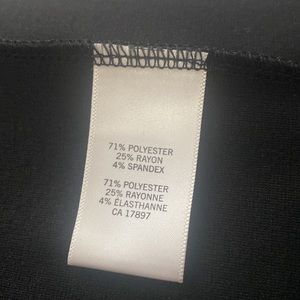 71% POLYESTER
25% RAYON
4% SPANDEX
71% POLYESTER
25% RAYONNE
4% ÉLASTHANNE
CA 17897